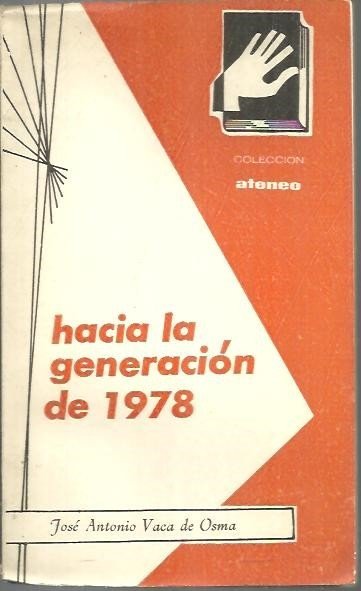 COLECCION
ateneo
hacia la
generación
de 1978
José Antonio Vaca de Osma